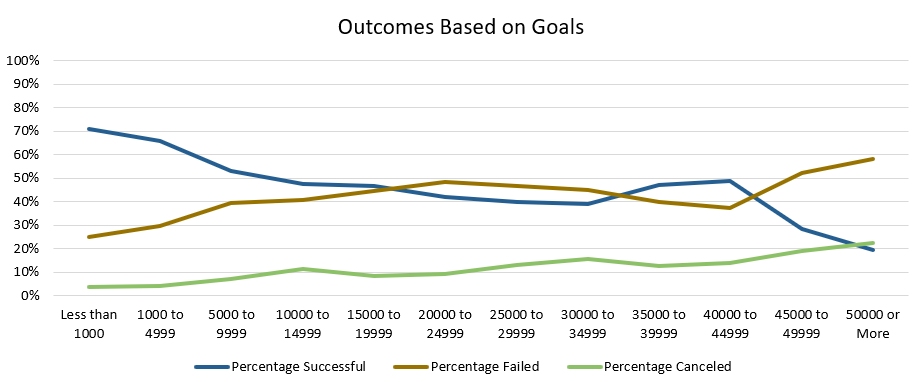 Outcomes Based on Goals
100%
90%
80%
70%
60%
50%
40%
30%
20%
10%
0%
Less than 1000
1000 to 4999
5000 to 9999
10000 to 14999
15000 to 19999
20000 to 24999
25000 to 29999
30000 to 34999
35000 to 39999
40000 to 44999
45000 to 49999
50000 or More
Percentage Successful
Percentage Failed
Percentage Canceled